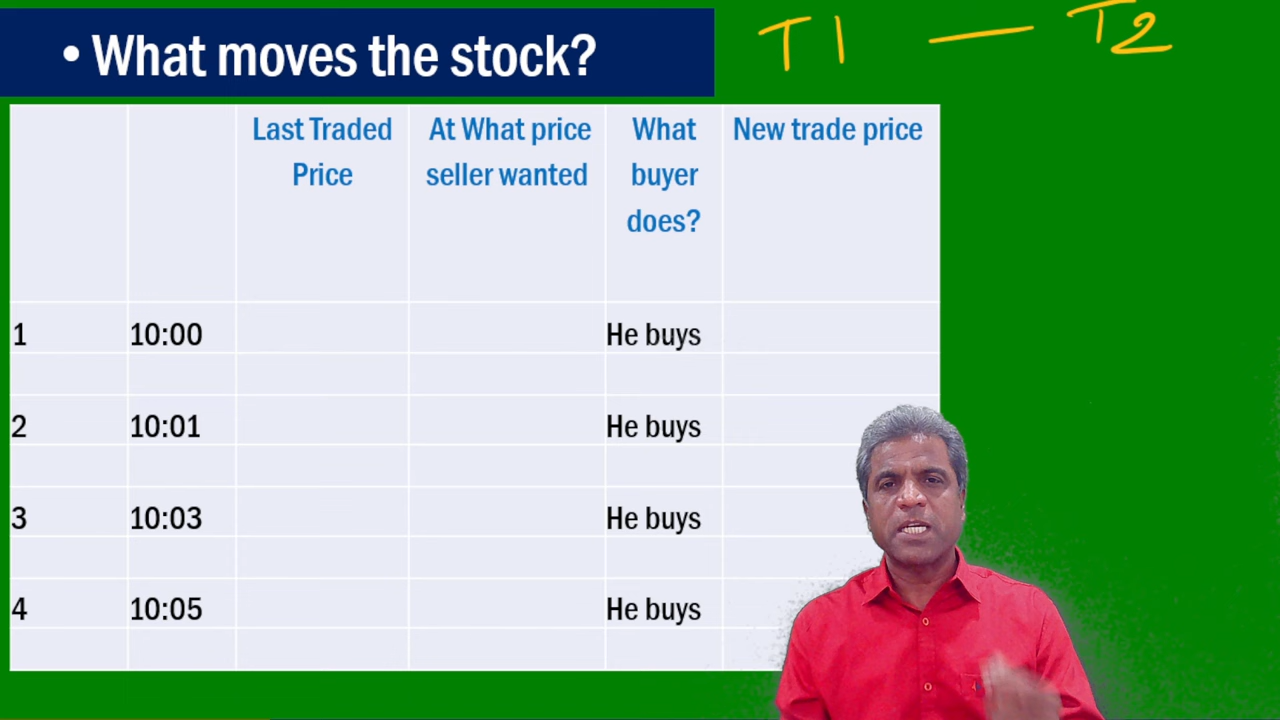 • What moves the stock?
T1 — T2
Last Traded Price
At What price seller wanted
What buyer does?
New trade price
1 10:00 He buys
2 10:01 He buys
3 10:03 He buys
4 10:05 He buys